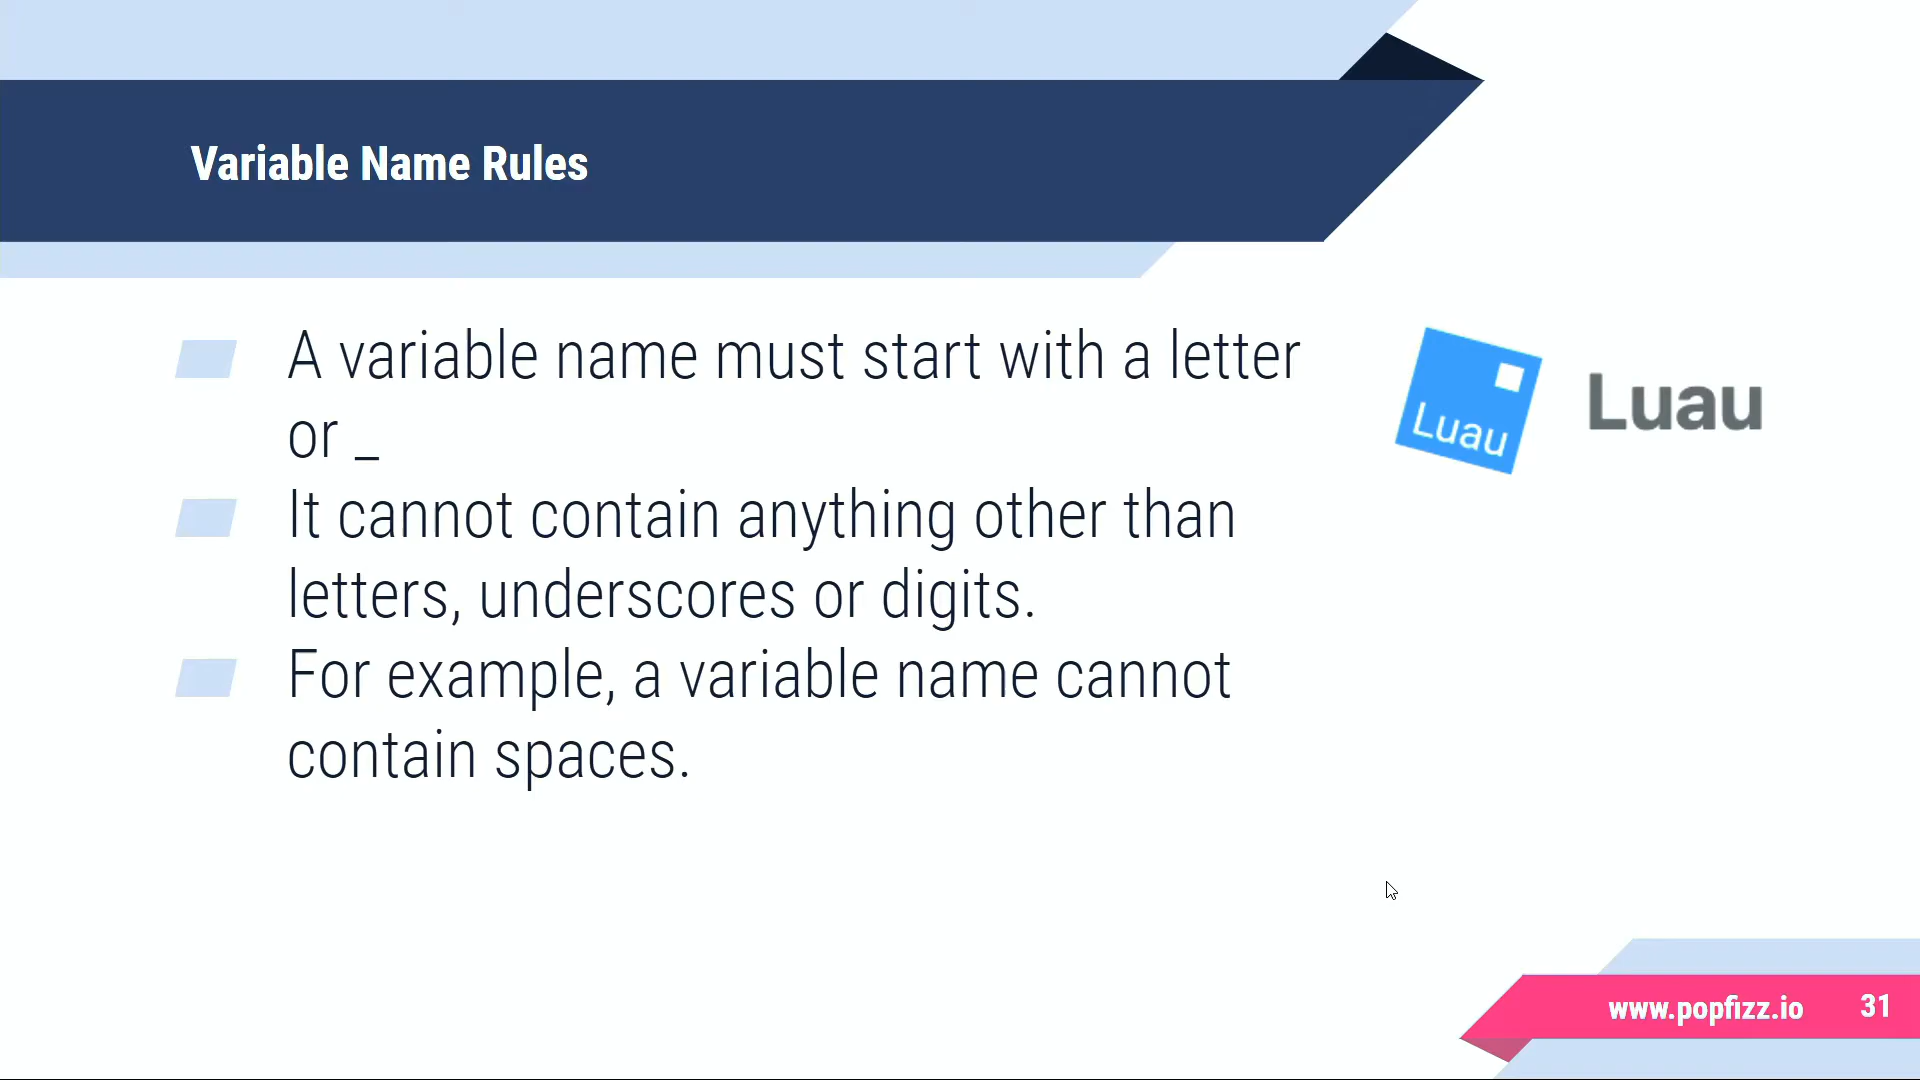 Variable Name Rules
A variable name must start with a letter
or _
It cannot contain anything other than
letters, underscores or digits.
For example, a variable name cannot
contain spaces.
Luau
Luau
www.popfizz.io 31